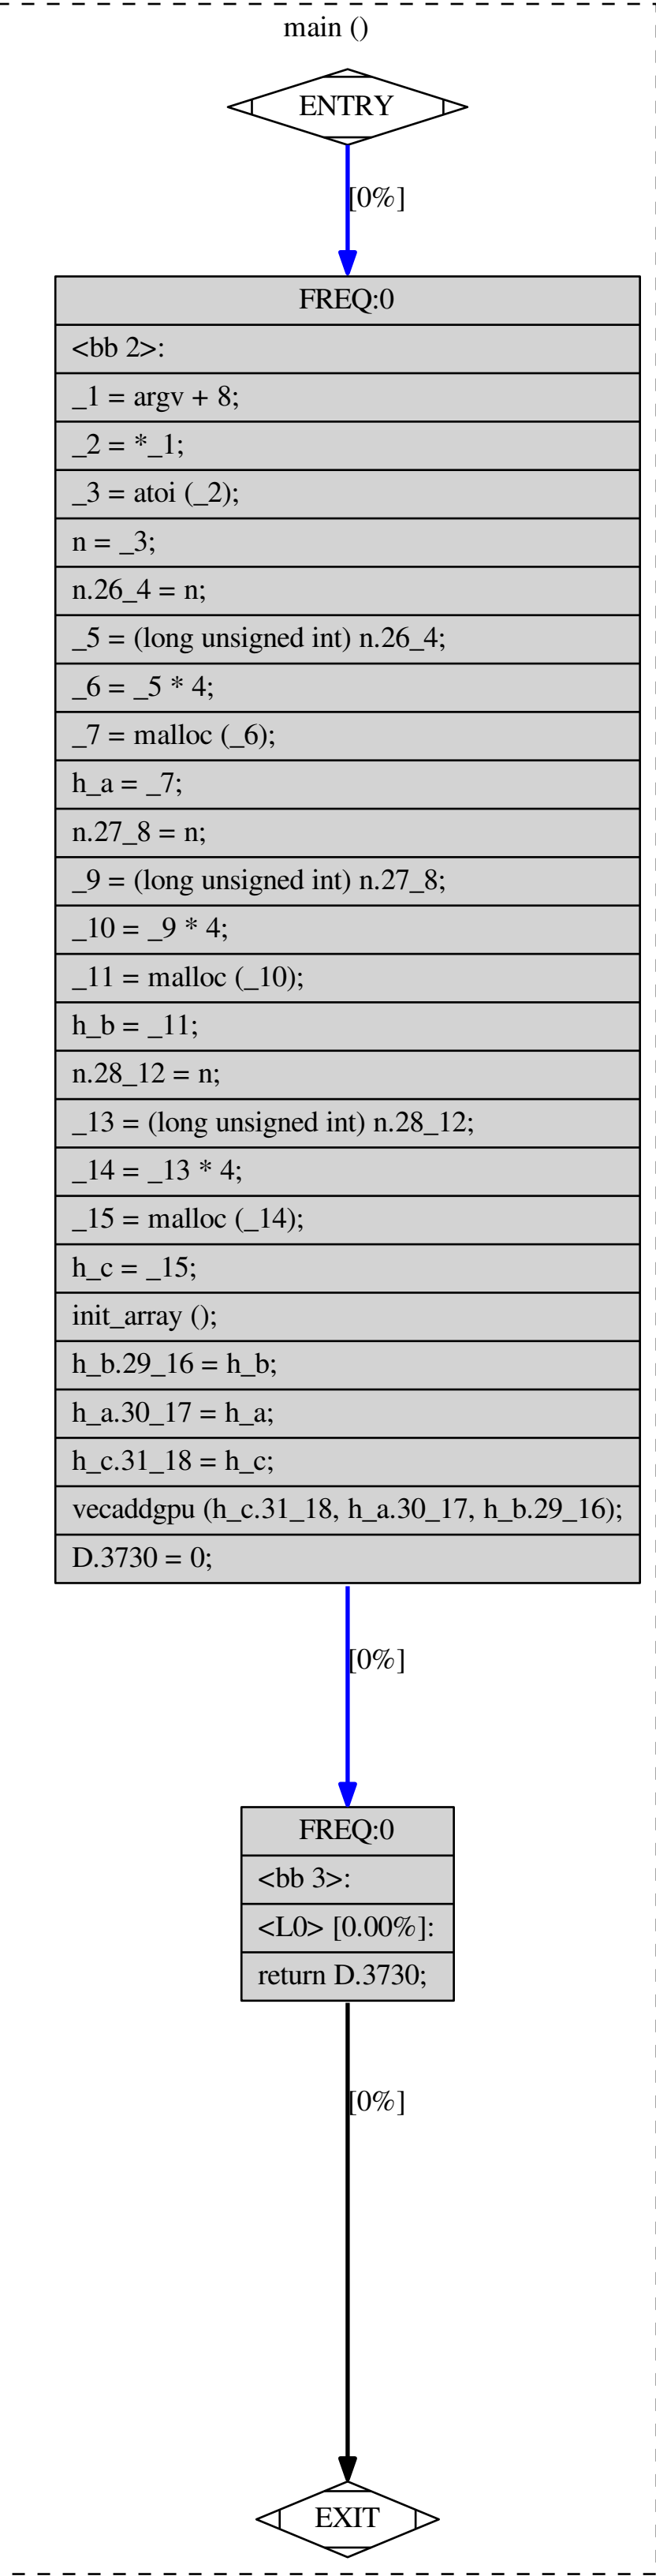 main ()
ENTRY
[0%]
FREQ:0
<bb 2>:
_1 = argv + 8;
_2 = *_1;
_3 = atoi (_2);
n = _3;
n.26_4 = n;
_5 = (long unsigned int) n.26_4;
_6 = _5 * 4;
_7 = malloc (_6);
h_a = _7;
n.27_8 = n;
_9 = (long unsigned int) n.27_8;
_10 = _9 * 4;
_11 = malloc (_10);
h_b = _11;
n.28_12 = n;
_13 = (long unsigned int) n.28_12;
_14 = _13 * 4;
_15 = malloc (_14);
h_c = _15;
init_array ();
h_b.29_16 = h_b;
h_a.30_17 = h_a;
h_c.31_18 = h_c;
vecaddgpu (h_c.31_18, h_a.30_17, h_b.29_16);
D.3730 = 0;
[0%]
FREQ:0
<bb 3>:
<L0> [0.00%]:
return D.3730;
[0%]
EXIT